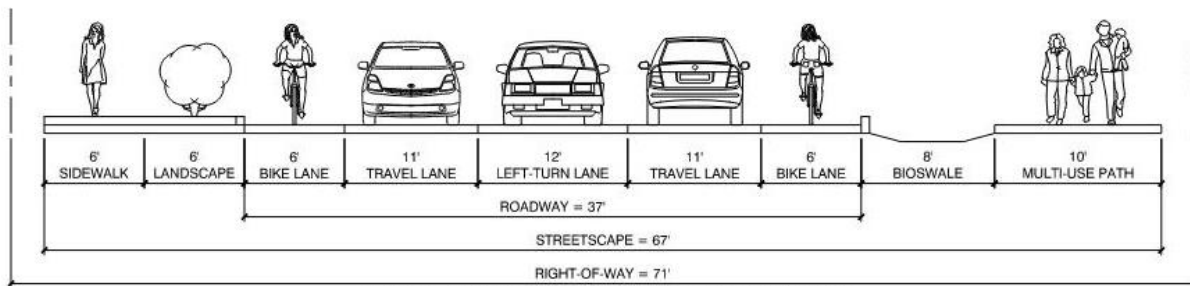 6' 6' 6' 11' 12' 11' 6' 8' 10'
SIDEWALK LANDSCAPE BIKE LANE TRAVEL LANE LEFT-TURN LANE TRAVEL LANE BIKE LANE BIOSWALE MULTI-USE PATH
ROADWAY = 37'
STREETSCAPE = 67'
RIGHT-OF-WAY = 71'